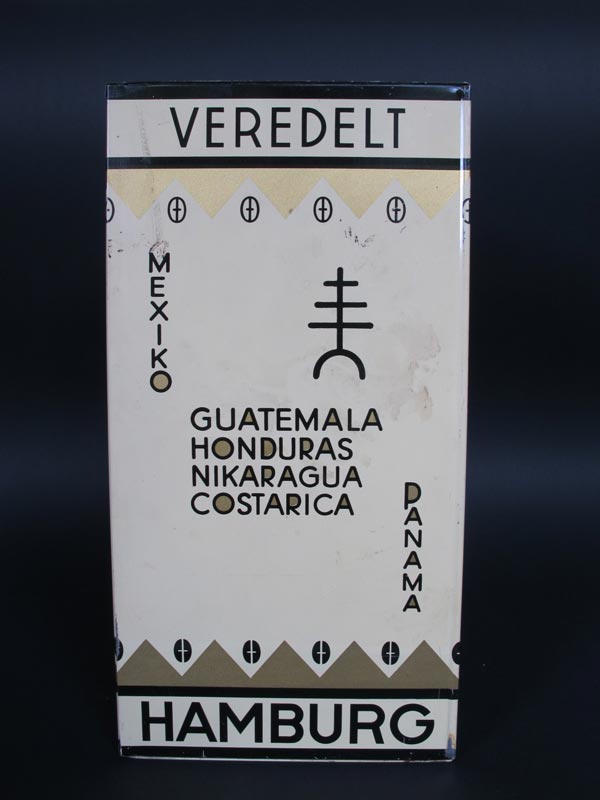 VEREDELT
MEXIKO
GUATEMALA
HONDURAS
NIKARAGUA
COSTARICA
PANAMA
HAMBURG